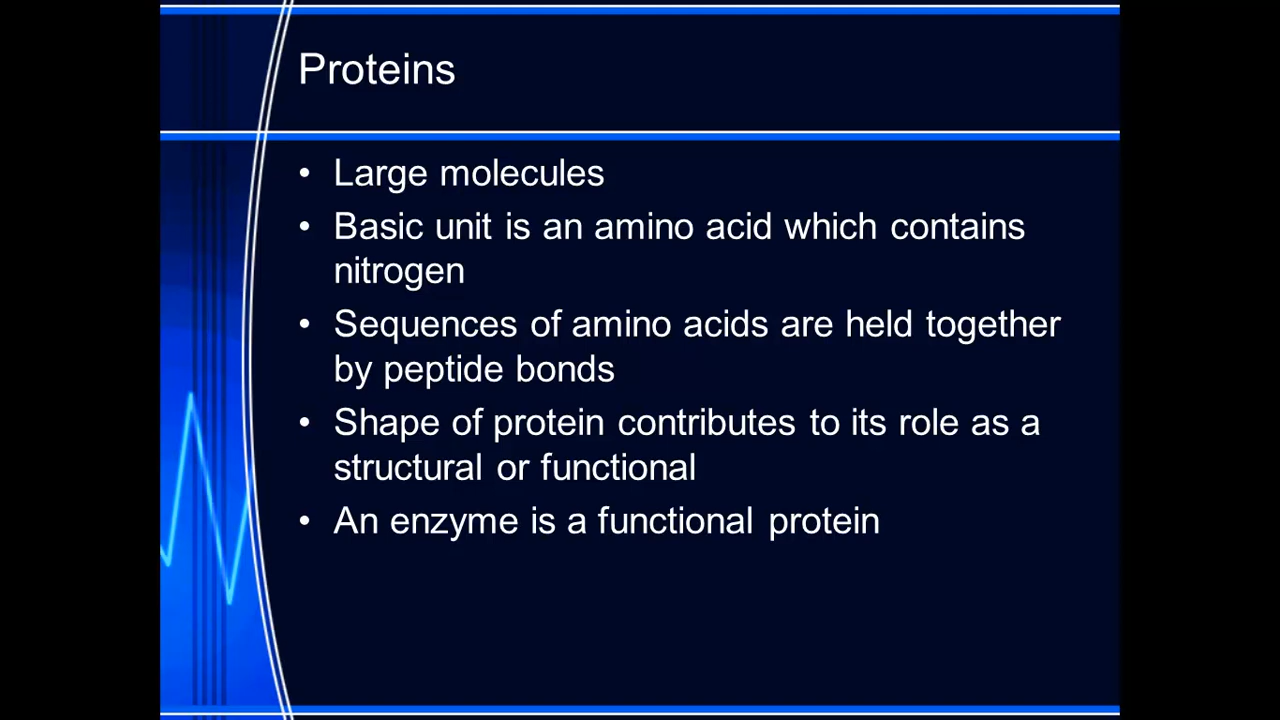 Proteins
• Large molecules
• Basic unit is an amino acid which contains
nitrogen
• Sequences of amino acids are held together
by peptide bonds
• Shape of protein contributes to its role as a
structural or functional
• An enzyme is a functional protein